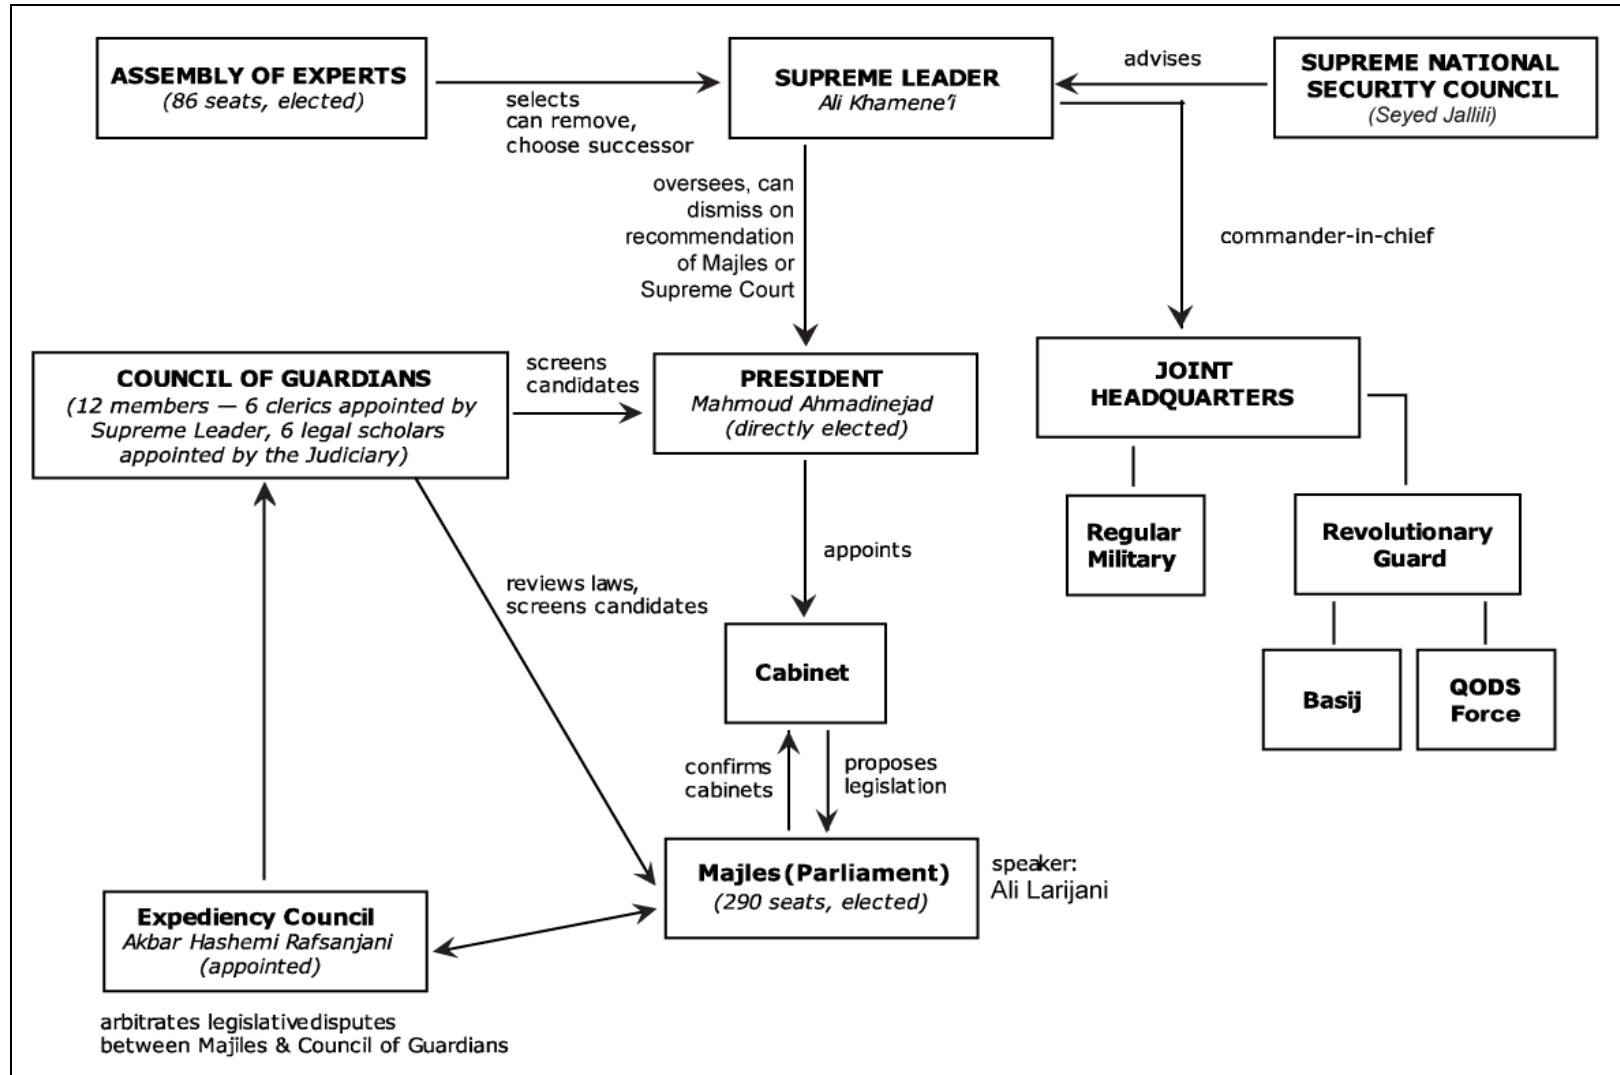 ASSEMBLY OF EXPERTS
(86 seats, elected)
selects
can remove,
choose successor
SUPREME LEADER
Ali Khamene'i
advises
SUPREME NATIONAL
SECURITY COUNCIL
(Seyed Jallili)
oversees, can
dismiss on
recommendation
of Majles or
Supreme Court
commander-in-chief
COUNCIL OF GUARDIANS
(12 members — 6 clerics appointed by
Supreme Leader, 6 legal scholars
appointed by the Judiciary)
screens
candidates
PRESIDENT
Mahmoud Ahmadinejad
(directly elected)
JOINT
HEADQUARTERS
Regular
Military
Revolutionary
Guard
appoints
reviews laws,
screens candidates
Cabinet
Basij
QODS
Force
confirms
cabinets
proposes
legislation
Majles (Parliament)
(290 seats, elected)
speaker:
Ali Larijani
Expediency Council
Akbar Hashemi Rafsanjani
(appointed)
arbitrates legislative disputes
between Majiles & Council of Guardians